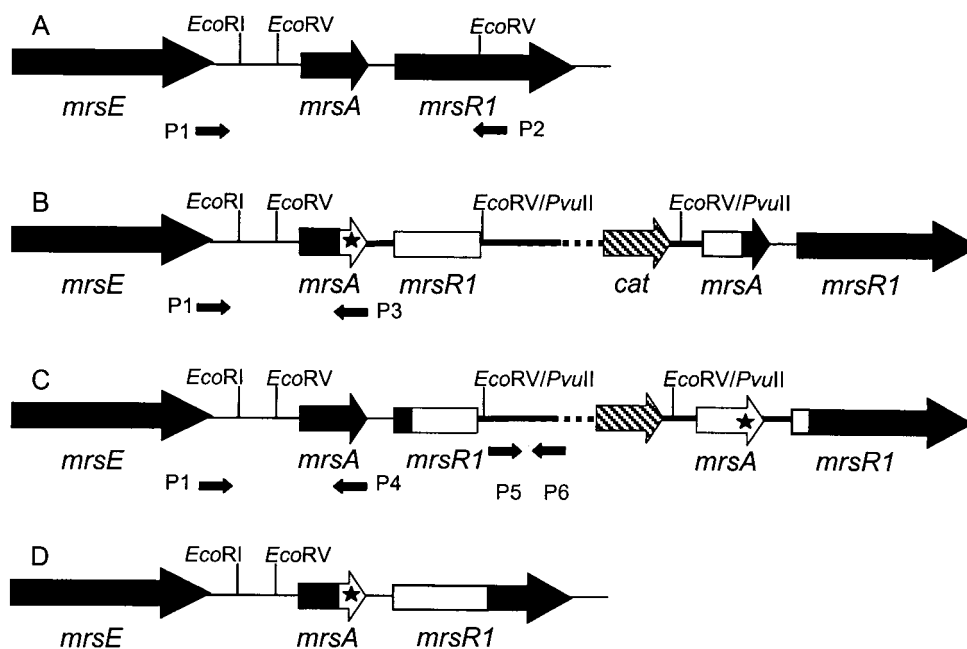 A EcoRI EcoRV EcoRV
mrsE mrsA mrsR1
P1 P2
B EcoRI EcoRV EcoRV/PvuII EcoRV/PvuII
mrsE mrsA mrsR1 cat mrsA mrsR1
P1 P3
C EcoRI EcoRV EcoRV/PvuII EcoRV/PvuII
mrsE mrsA mrsR1 mrsA mrsR1
P1 P4 P5 P6
D EcoRI EcoRV
mrsE mrsA mrsR1